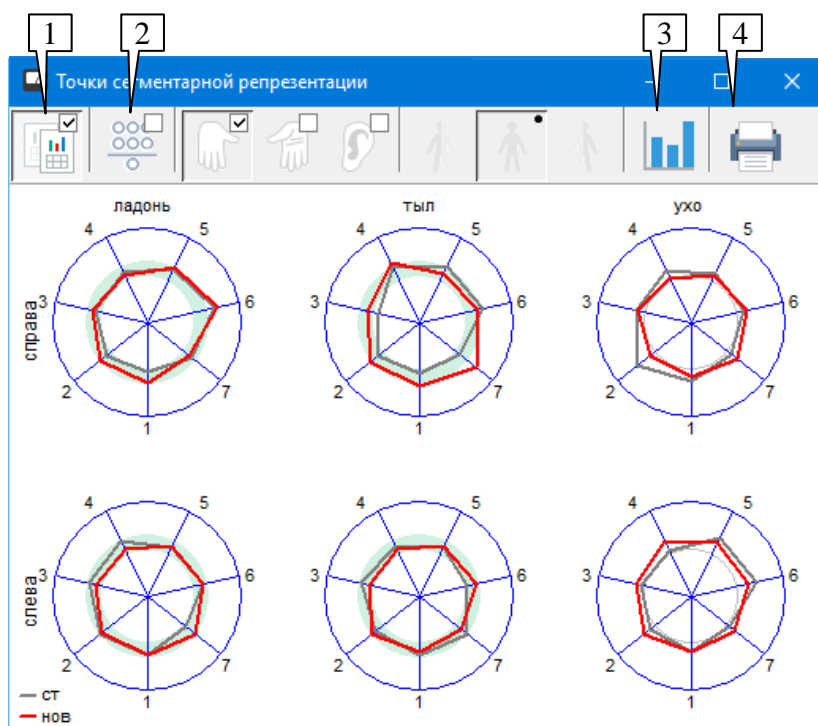 1 2 3 4
Точки сегментарной репрезентации
ладонь тыл ухо
справа
4 5 4 5 4 5
3 6 3 6 3 6
2 7 2 7 2 7
1 1 1
слева
4 5 4 5 4 5
3 6 3 6 3 6
2 7 2 7 2 7
1 1 1
ст
нов